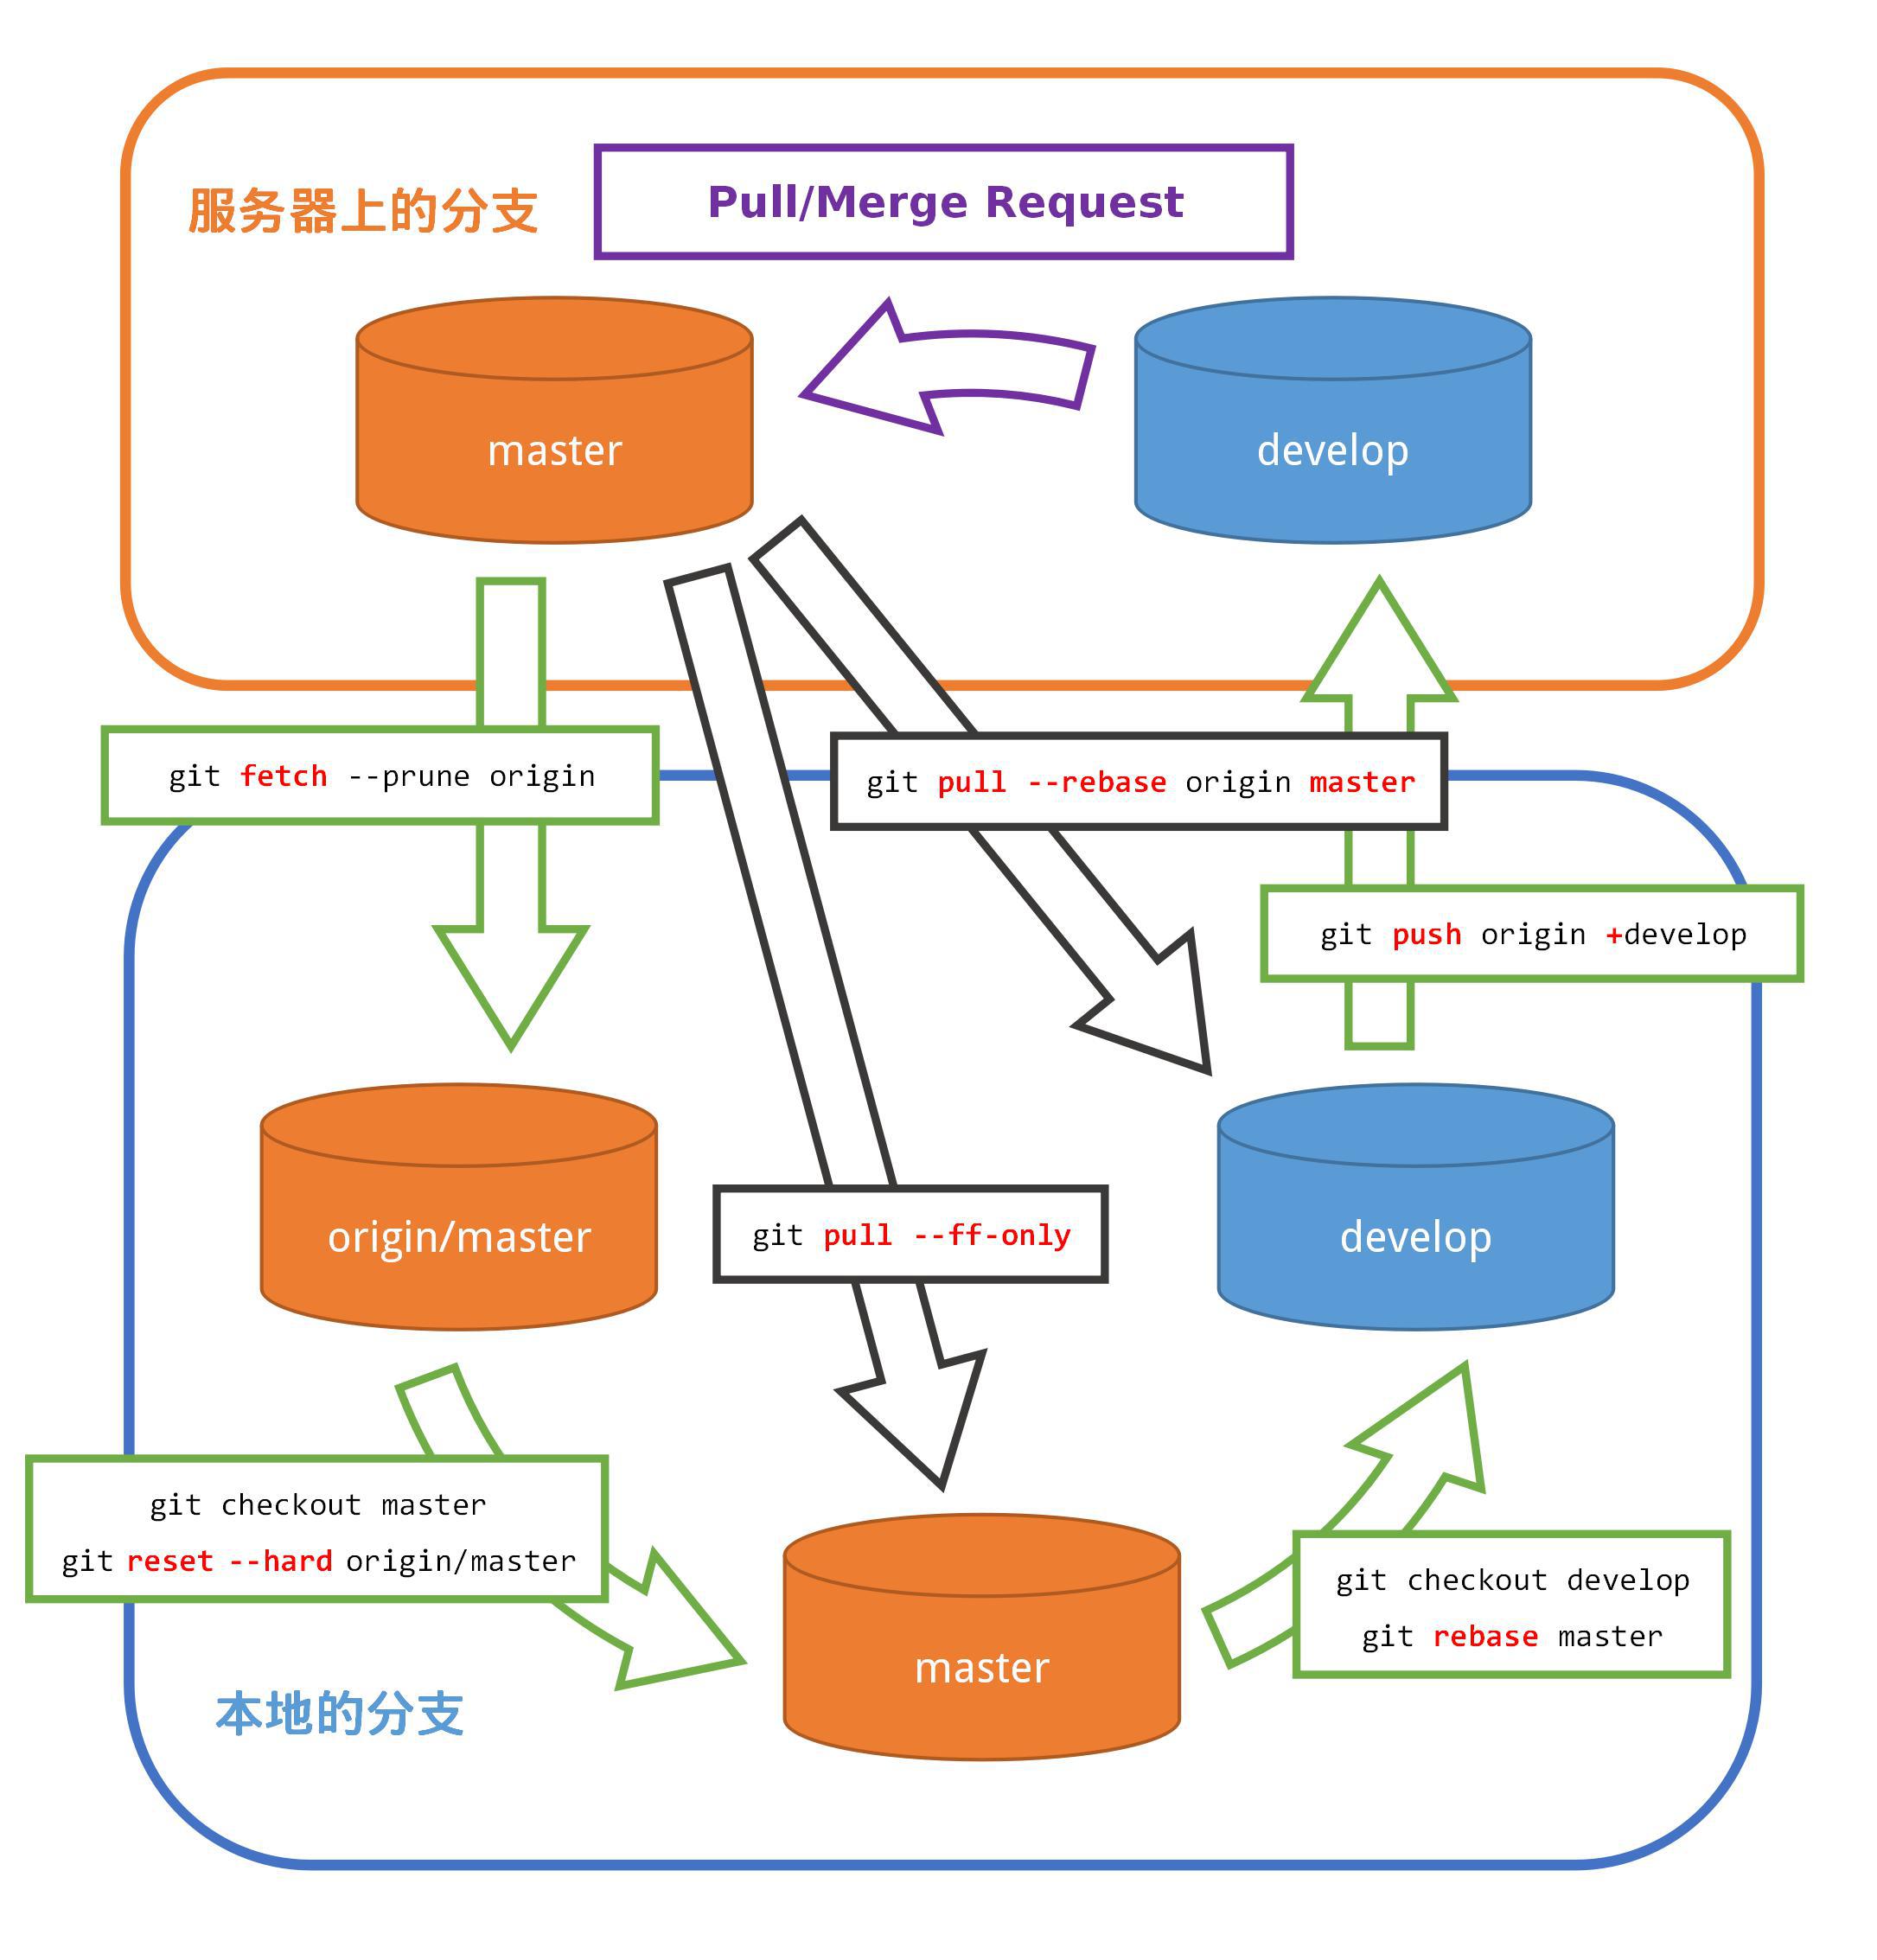 服务器上的分支
Pull/Merge Request
master
develop
git fetch --prune origin
git pull --rebase origin master
git push origin +develop
origin/master
git pull --ff-only
develop
git checkout master
git reset --hard origin/master
master
git checkout develop
git rebase master
本地的分支